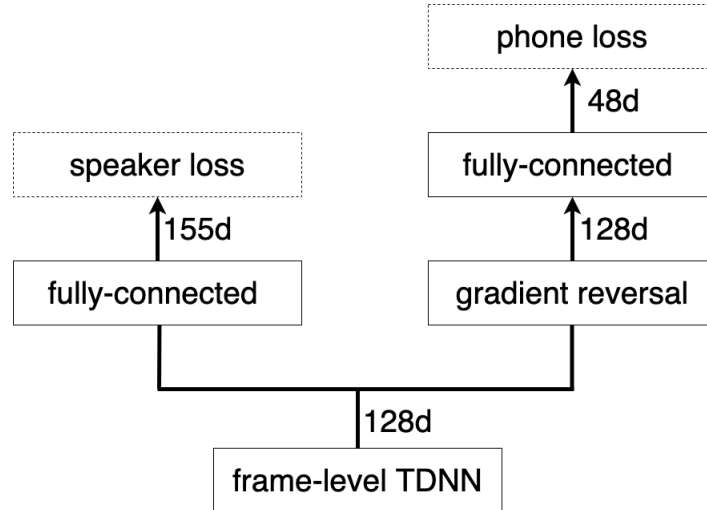 phone loss
48d
speaker loss
fully-connected
155d
128d
fully-connected
gradient reversal
128d
frame-level TDNN